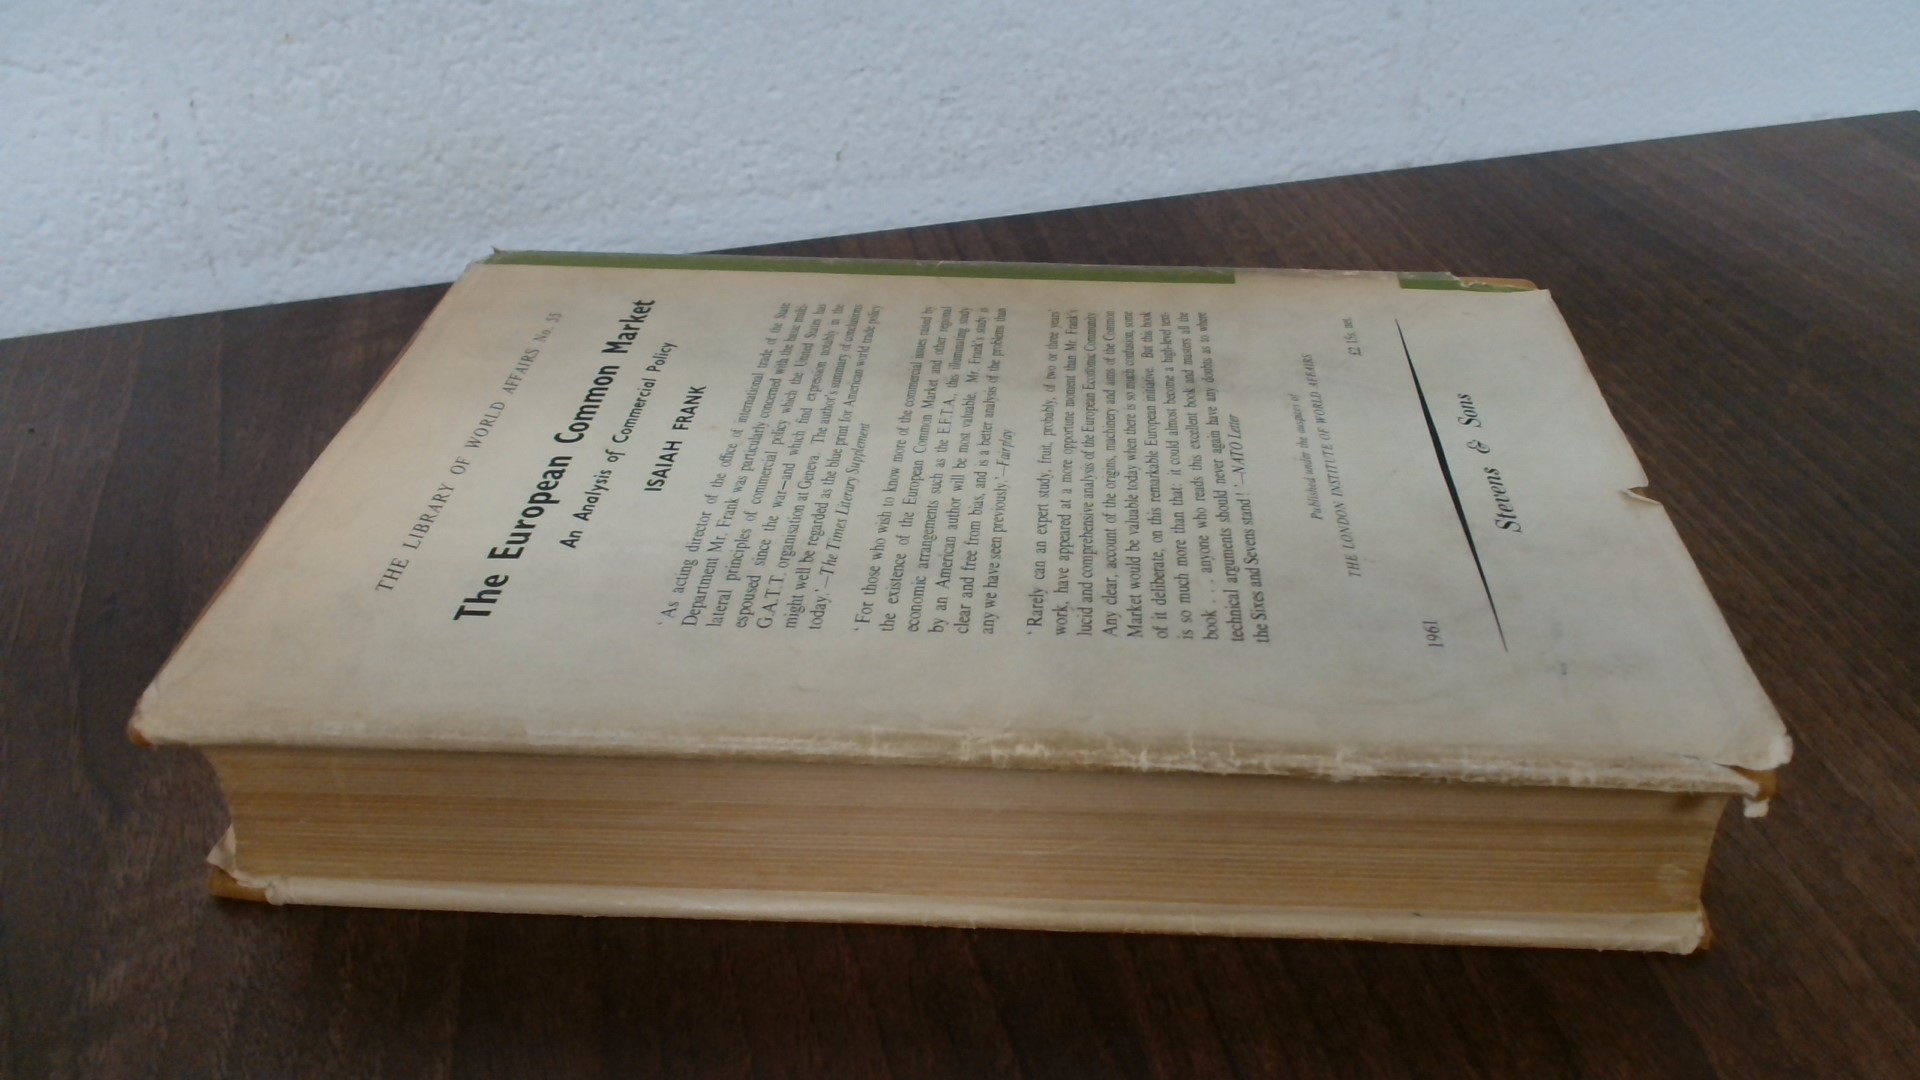 THE LIBRARY OF WORLD AFFAIRS No. 55
The European Common Market
An Analysis of Commercial Policy
ISAIAH FRANK
‘As acting director of the office of international trade of the State
Department Mr. Frank was particularly concerned with the basic multi-
lateral principles of commercial policy which the United States has
espoused since the war—and which find expression notably in the
G.A.T.T. organisation at Geneva. The author's summary of conclusions
might well be regarded as the blue print for American world trade policy
today.’—The Times Literary Supplement
‘For those who wish to know more of the commercial issues raised by
the existence of the European Common Market and other regional
economic arrangements such as the E.F.T.A., this illuminating study
by an American author will be most valuable. Mr. Frank's study is
clear and free from bias, and is a better analysis of the problems than
any we have seen previously.’—Fairplay
‘Rarely can an expert study, fruit, probably, of two or three years'
work, have appeared at a more opportune moment than Mr. Frank's
lucid and comprehensive analysis of the European Economic Community
Any clear, account of the origins, machinery and aims of the Common
Market would be valuable today when there is so much confusion, some
of it deliberate, on this remarkable European initiative. But this book
is so much more than that: it could almost become a high-level text-
book . . . anyone who reads this excellent book and masters all the
technical arguments should never again have any doubts as to where
the Sixes and Sevens stand!’—NATO Letter
Published under the auspices of
THE LONDON INSTITUTE OF WORLD AFFAIRS
1961
£2 15s. net.
Stevens & Sons